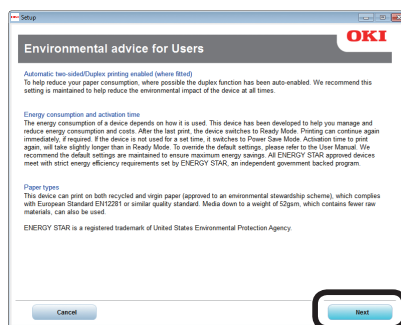 OKI Setup
Environmental advice for Users
OKI
Automatic two-sided/Duplex printing enabled (where fitted)
To help reduce your paper consumption, where possible the duplex function has been auto-enabled. We recommend this
setting is maintained to help reduce the environmental impact of the device at all times.
Energy consumption and activation time
The energy consumption of a device depends on how it is used. This device has been developed to help you manage and
reduce energy consumption and costs. After the last print, the device switches to Ready Mode. Printing can continue again
immediately, if required. If the device is not used for a set time, it switches to Power Save Mode. Activation time to print
again, will take slightly longer than in Ready Mode. To override the default settings, please refer to the User Manual. We
recommend the default settings are maintained to ensure maximum energy savings. All ENERGY STAR approved devices
meet with strict energy efficiency requirements set by ENERGY STAR, an independent government backed program.
Paper types
This device can print on both recycled and virgin paper (approved to an environmental stewardship scheme), which complies
with European Standard EN12281 or similar quality standard. Media down to a weight of 52gsm, which contains fewer raw
materials, can also be used.
ENERGY STAR is a registered trademark of United States Environmental Protection Agency.
Cancel
Next